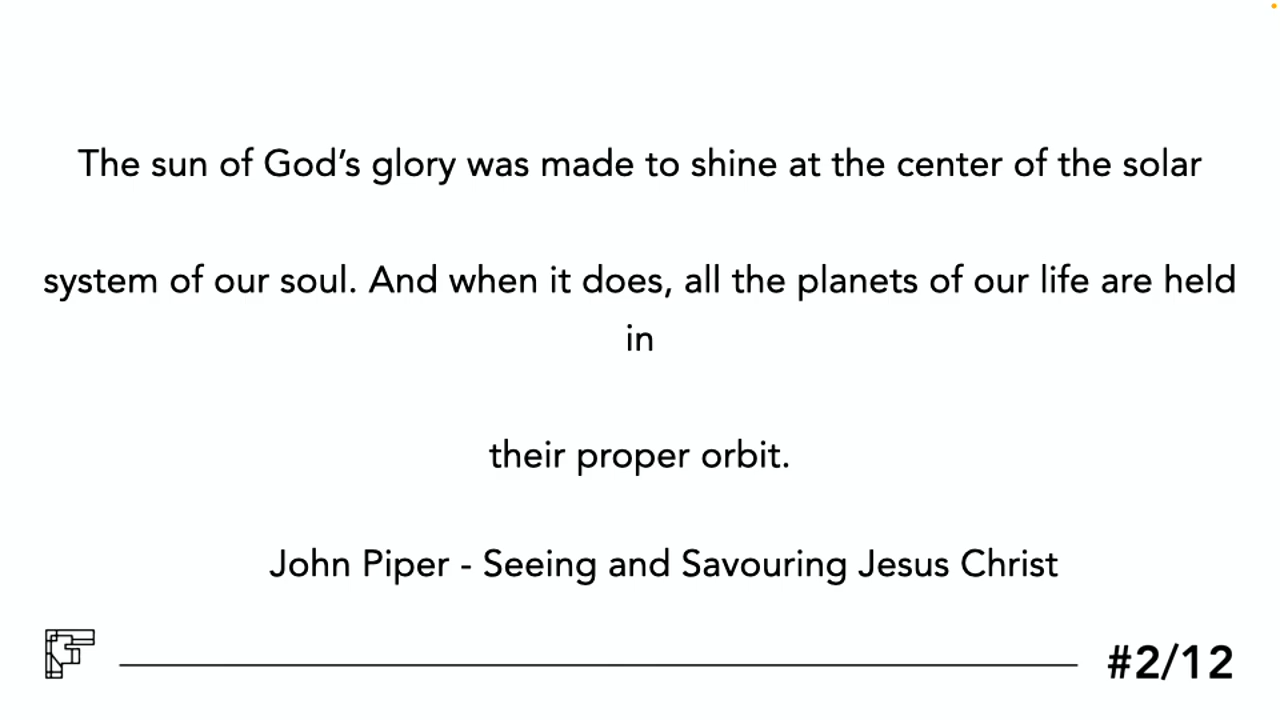 The sun of God’s glory was made to shine at the center of the solar
system of our soul. And when it does, all the planets of our life are held
in
their proper orbit.
John Piper - Seeing and Savouring Jesus Christ
#2/12